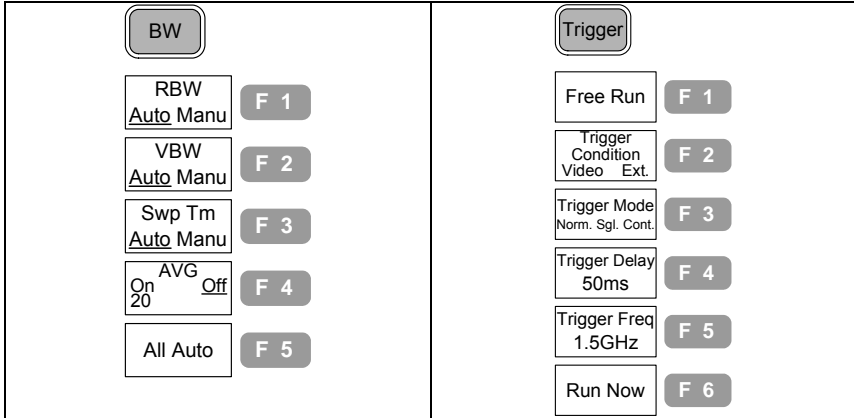 BW
RBW
Auto Manu
F 1
VBW
Auto Manu
F 2
Swp Tm
Auto Manu
F 3
AVG
On Off
20
F 4
All Auto
F 5
Trigger
Free Run
F 1
Trigger
Condition
Video Ext.
F 2
Trigger Mode
Norm. Sgl. Cont.
F 3
Trigger Delay
50ms
F 4
Trigger Freq
1.5GHz
F 5
Run Now
F 6